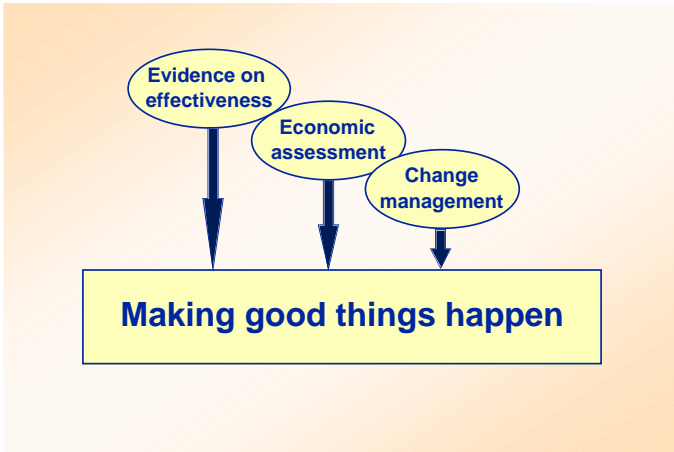 Evidence on
effectiveness
Economic
assessment
Change
management
Making good things happen